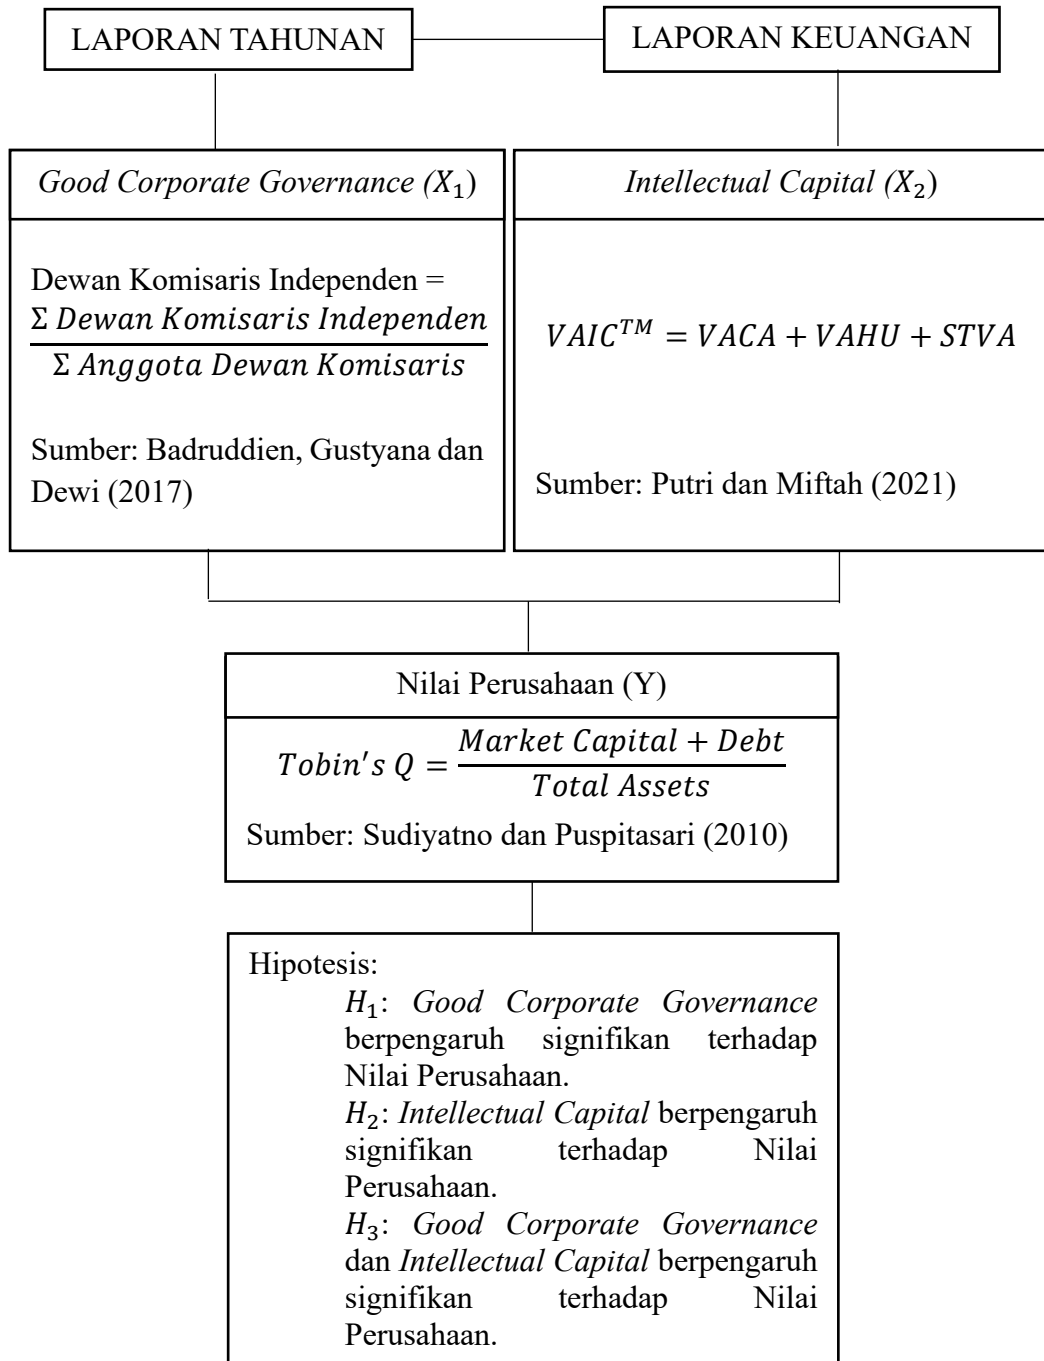 LAPORAN TAHUNAN
LAPORAN KEUANGAN
Good Corporate Governance (X₁)
Dewan Komisaris Independen =
Σ Dewan Komisaris Independen
Σ Anggota Dewan Komisaris
Sumber: Badruddien, Gustyana dan
Dewi (2017)
Intellectual Capital (X₂)
VAICᵀᴹ = VACA + VAHU + STVA
Sumber: Putri dan Miftah (2021)
Nilai Perusahaan (Y)
Tobin's Q = Market Capital + Debt
Total Assets
Sumber: Sudiyatno dan Puspitasari (2010)
Hipotesis:
H₁: Good Corporate Governance
berpengaruh signifikan terhadap
Nilai Perusahaan.
H₂: Intellectual Capital berpengaruh
signifikan terhadap Nilai
Perusahaan.
H₃: Good Corporate Governance
dan Intellectual Capital berpengaruh
signifikan terhadap Nilai
Perusahaan.